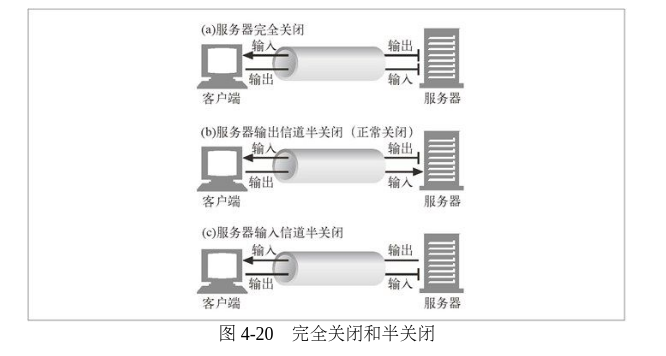 (a)服务器完全关闭
输入 输出
输出 输入
客户端 服务器
(b)服务器输出信道半关闭（正常关闭）
输入 输出
输出 输入
客户端 服务器
(c)服务器输入信道半关闭
输入 输出
输出 输入
客户端 服务器
图 4-20 完全关闭和半关闭